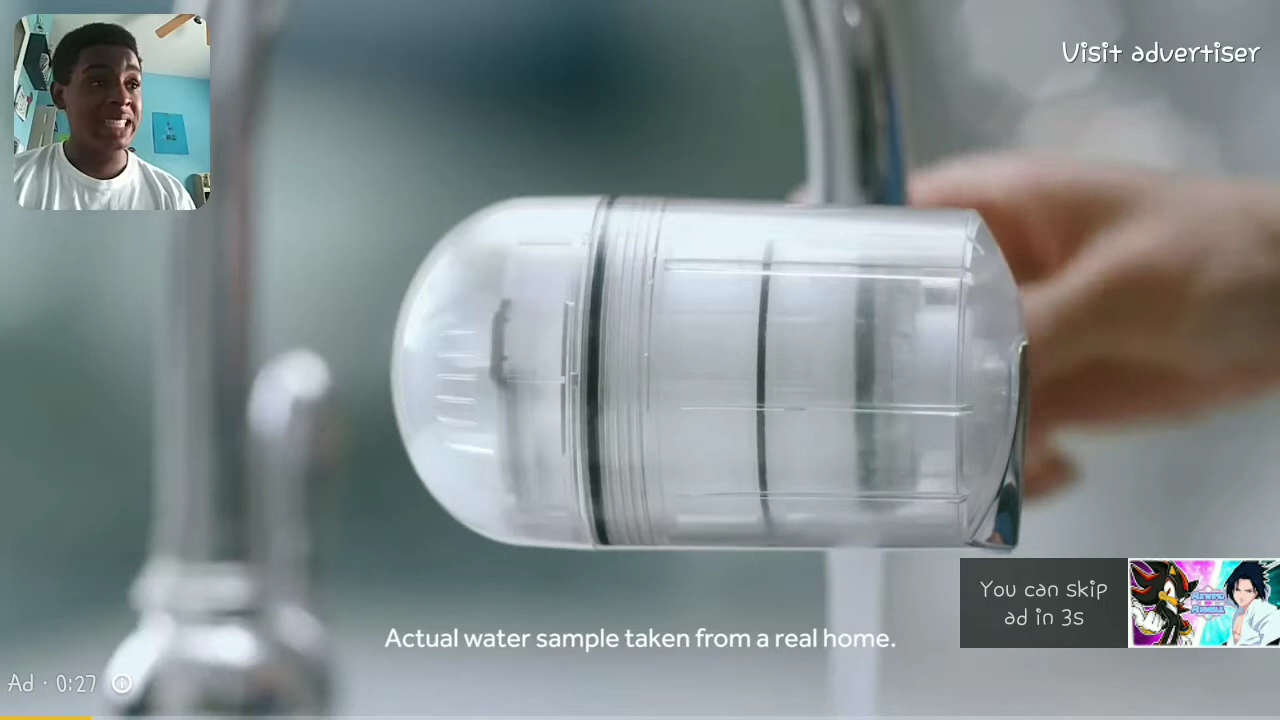 Visit advertiser
You can skip
ad in 3s
Actual water sample taken from a real home.
Ad · 0:27